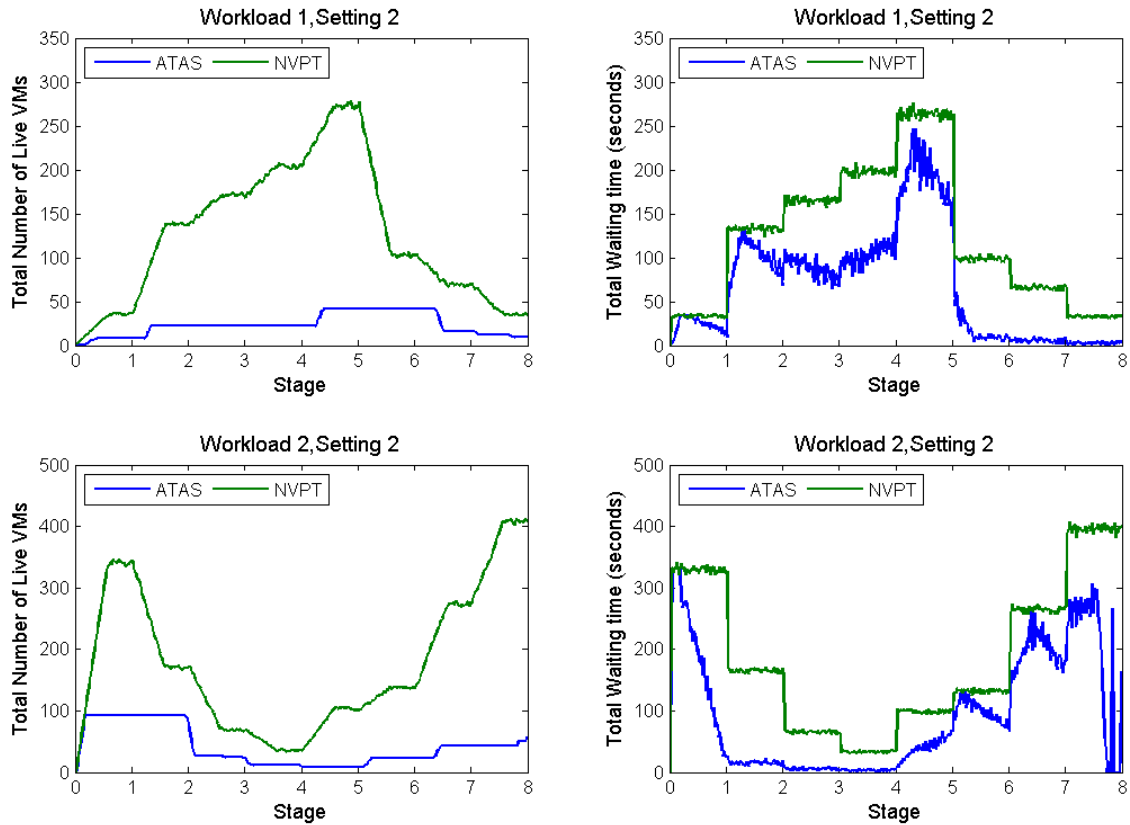 Workload 1,Setting 2
Total Number of Live VMs
350
300
250
200
150
100
50
0
ATAS NVPT
0 1 2 3 4 5 6 7 8
Stage
Workload 1,Setting 2
Total Waiting time (seconds)
350
300
250
200
150
100
50
0
ATAS NVPT
0 1 2 3 4 5 6 7 8
Stage
Workload 2,Setting 2
Total Number of Live VMs
500
400
300
200
100
0
ATAS NVPT
0 1 2 3 4 5 6 7 8
Stage
Workload 2,Setting 2
Total Waiting time (seconds)
500
400
300
200
100
0
ATAS NVPT
0 1 2 3 4 5 6 7 8
Stage